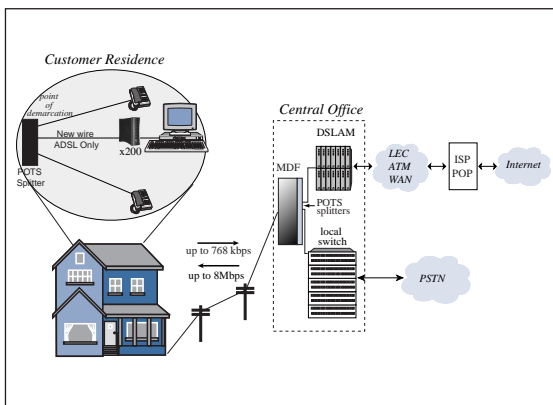 Customer Residence
point
of
demarcation
New wire
ADSL Only
x200
POTS
Splitter
up to 768 kbps
up to 8Mbps
Central Office
DSLAM
MDF
POTS
splitters
local
switch
LEC
ATM
WAN
ISP
POP
Internet
PSTN